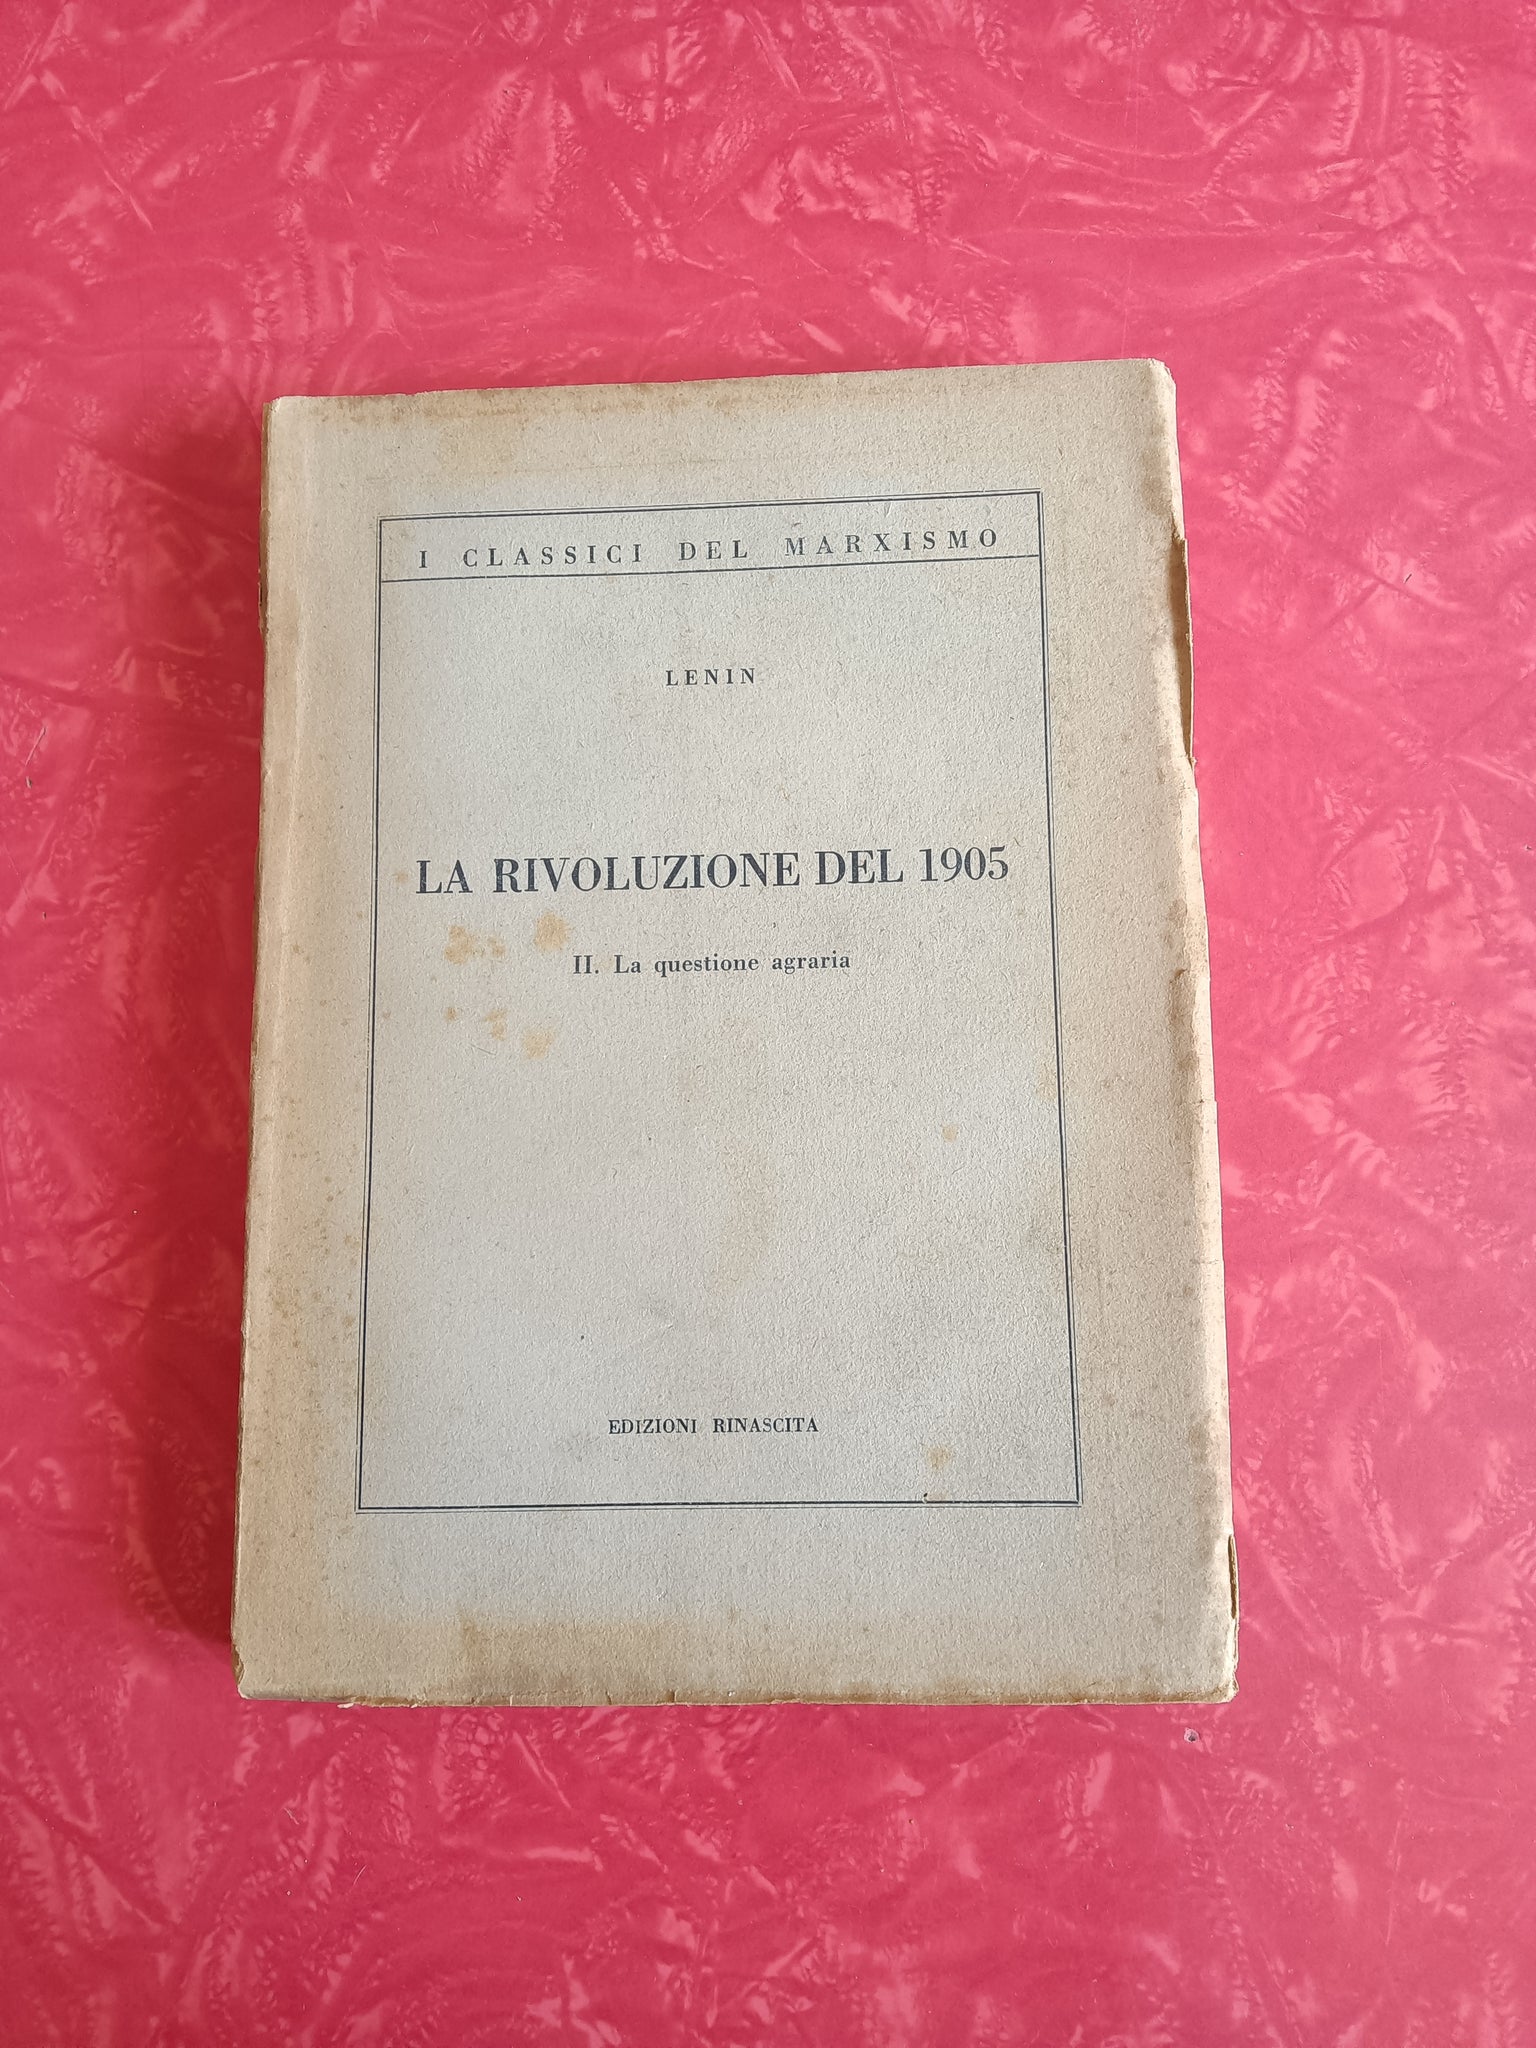 I CLASSICI DEL MARXISMO
LENIN
LA RIVOLUZIONE DEL 1905
II. La questione agraria
EDIZIONI RINASCITA